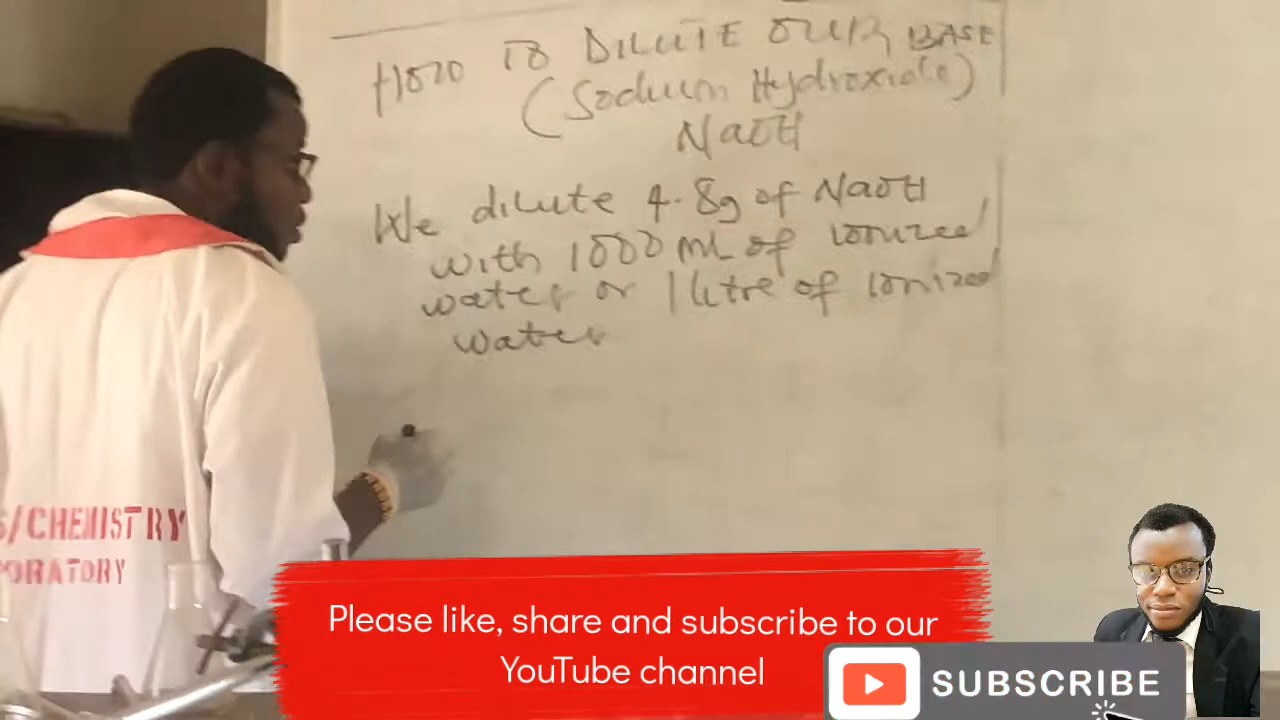 HOW TO DILUTE OUR BASE
(Sodium Hydroxide)
NaOH
We dilute 4.8g of NaOH
with 1000 mL of ionized
water or 1 litre of ionized
water
/CHEMISTRY
ORATORY
Please like, share and subscribe to our
YouTube channel
SUBSCRIBE